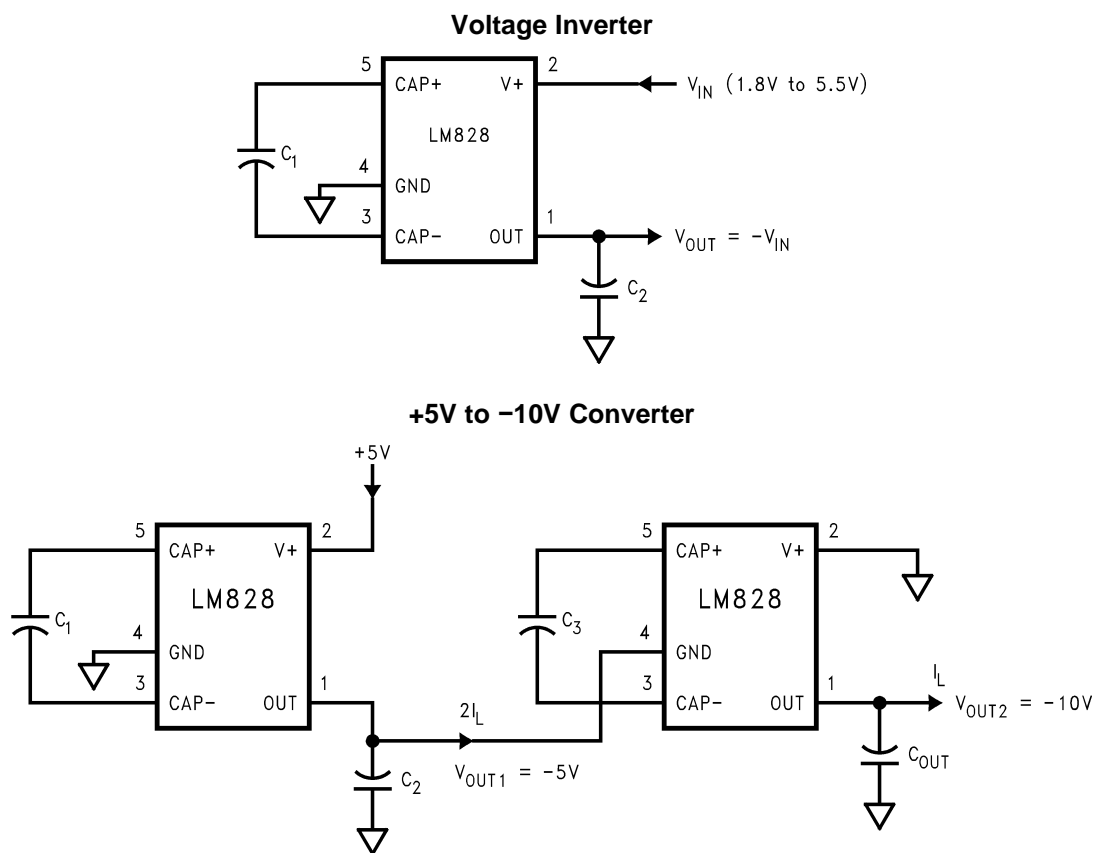 Voltage Inverter
5 CAP+ V+ 2 V_IN (1.8V to 5.5V)
C_1 LM828
4 GND
3 CAP- OUT 1 V_OUT = -V_IN
C_2
+5V to −10V Converter
+5V
5 CAP+ V+ 2 5 CAP+ V+ 2
C_1 LM828 C_3 LM828
4 GND 4 GND
3 CAP- OUT 1 2I_L 3 CAP- OUT 1 I_L V_OUT2 = -10V
C_2 V_OUT1 = -5V C_OUT